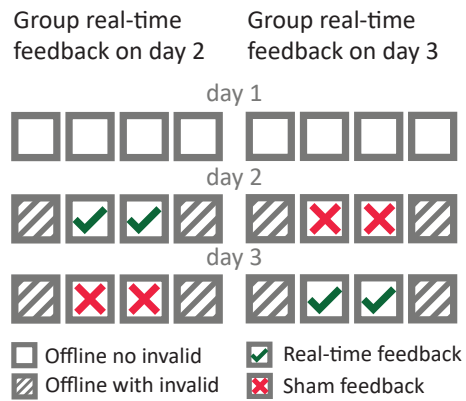 Group real-time
feedback on day 2
Group real-time
feedback on day 3
day 1
day 2
day 3
Offline no invalid
Offline with invalid
Real-time feedback
Sham feedback